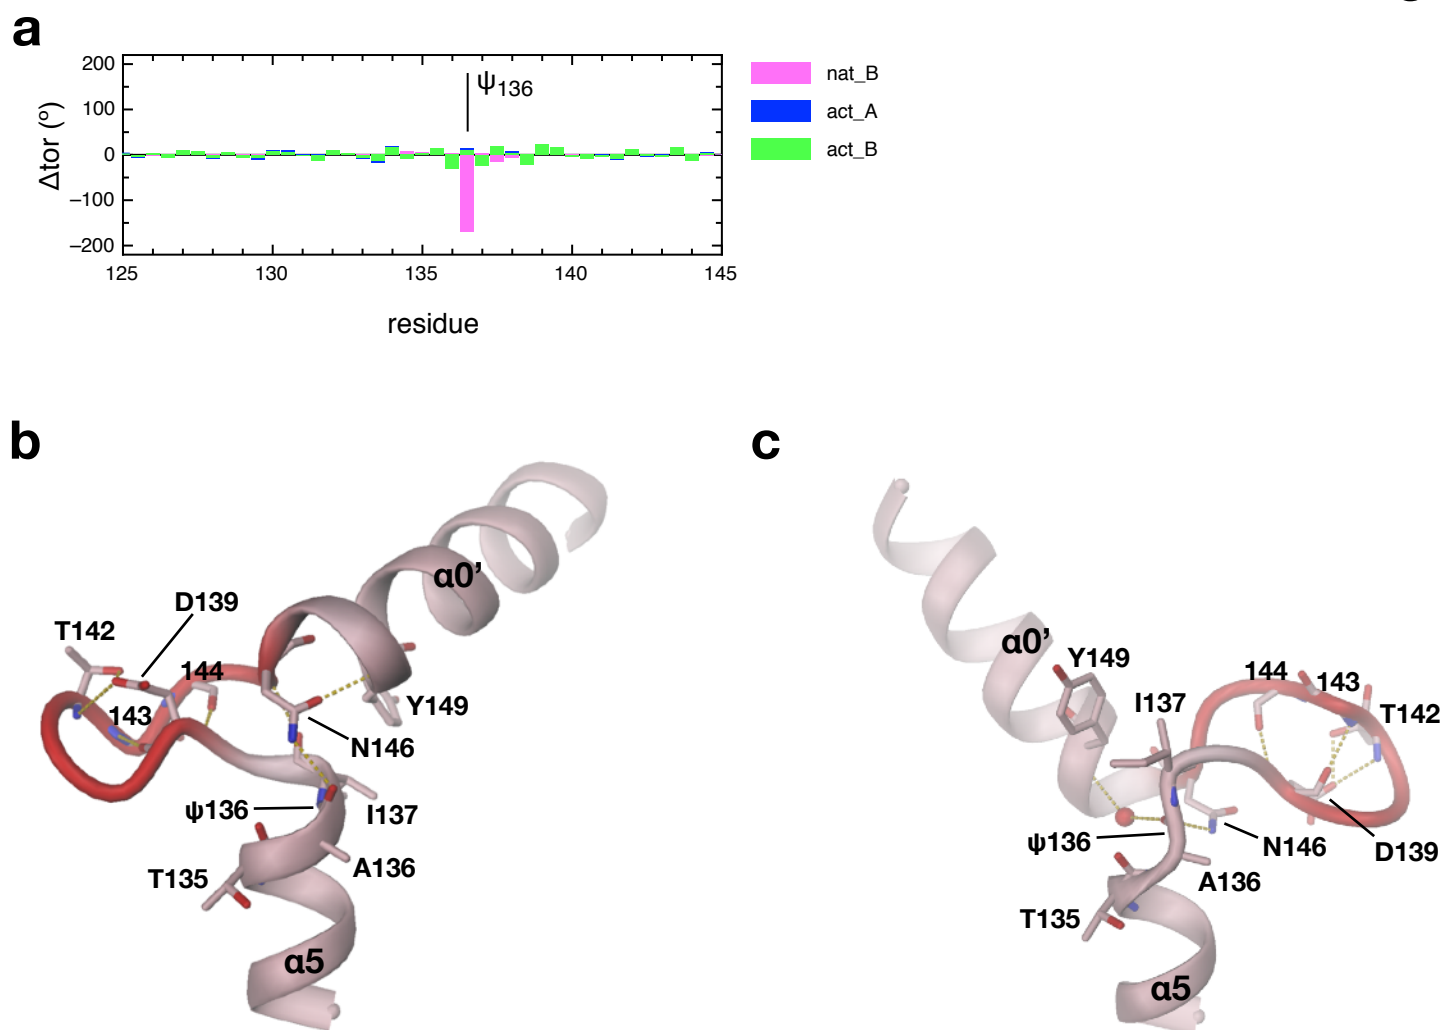 a
200
100
0
−100
−200
Δtor (º)
ψ136
125
130
135
140
145
residue
nat_B
act_A
act_B
b
α0’
D139
T142
144
143
Y149
N146
ψ136
I137
T135
A136
α5
c
α0’
Y149
I137
144
143
T142
ψ136
N146
D139
A136
T135
α5